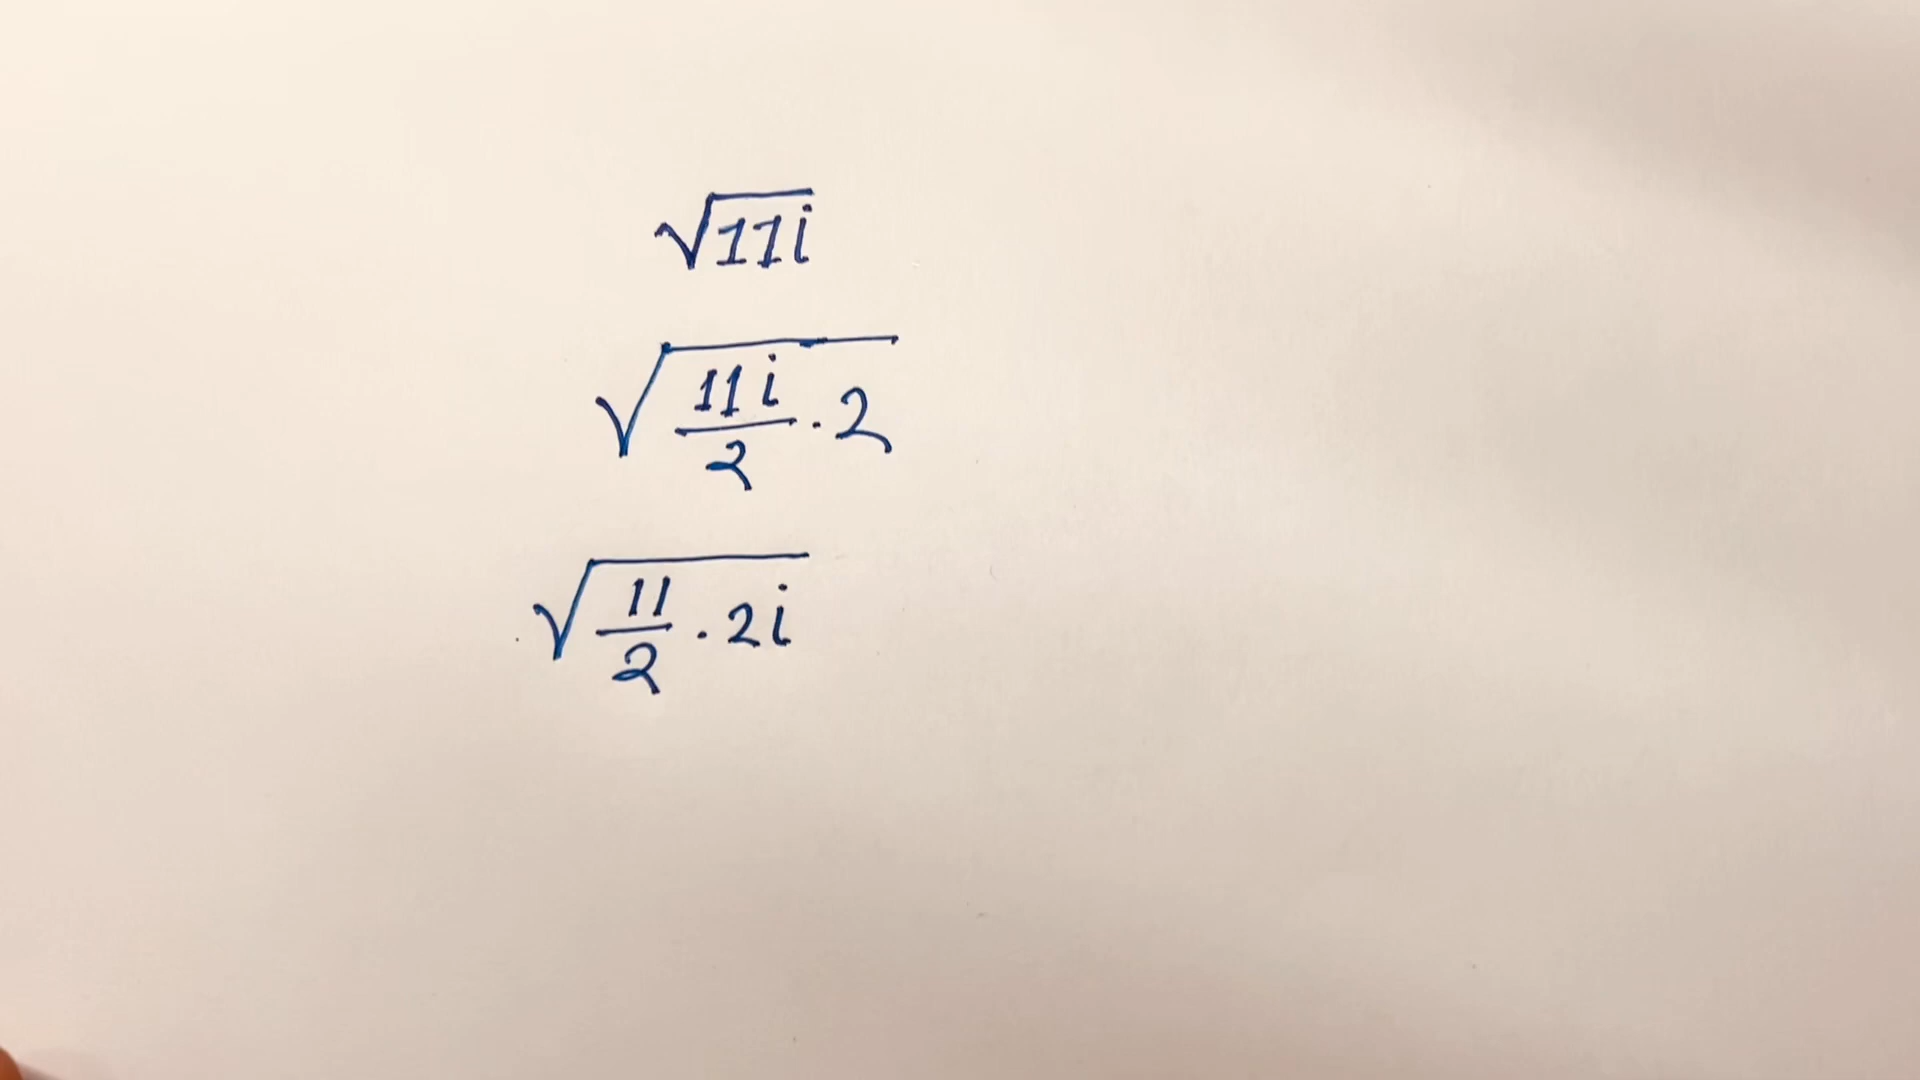 √11i
√(11i/2 · 2)
√(11/2 · 2i)